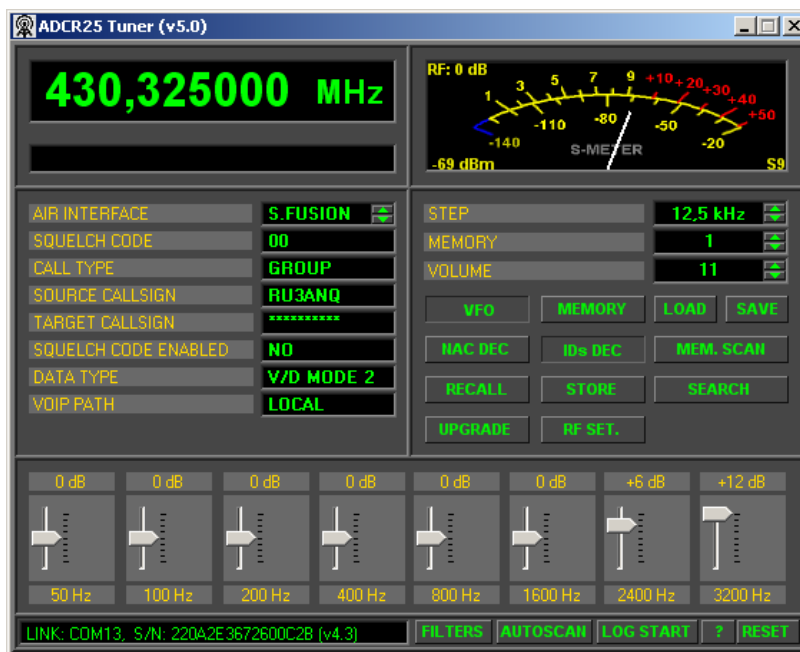 ADCR25 Tuner (v5.0)
430,325000 MHz
RF: 0 dB
1 3 5 7 9 +10 +20 +30 +40 +50
-140 -110 -80 -50 -20
S-METER
-69 dBm S9
AIR INTERFACE S.FUSION
SQUELCH CODE 00
CALL TYPE GROUP
SOURCE CALLSIGN RU3ANQ
TARGET CALLSIGN **********
SQUELCH CODE ENABLED NO
DATA TYPE V/D MODE 2
VOIP PATH LOCAL
STEP 12,5 kHz
MEMORY 1
VOLUME 11
VFO MEMORY LOAD SAVE
NAC DEC IDs DEC MEM. SCAN
RECALL STORE SEARCH
UPGRADE RF SET.
0 dB 0 dB 0 dB 0 dB 0 dB 0 dB +6 dB +12 dB
50 Hz 100 Hz 200 Hz 400 Hz 800 Hz 1600 Hz 2400 Hz 3200 Hz
LINK: COM13, S/N: 220A2E3672600C2B (v4.3) FILTERS AUTOSCAN LOG START ? RESET